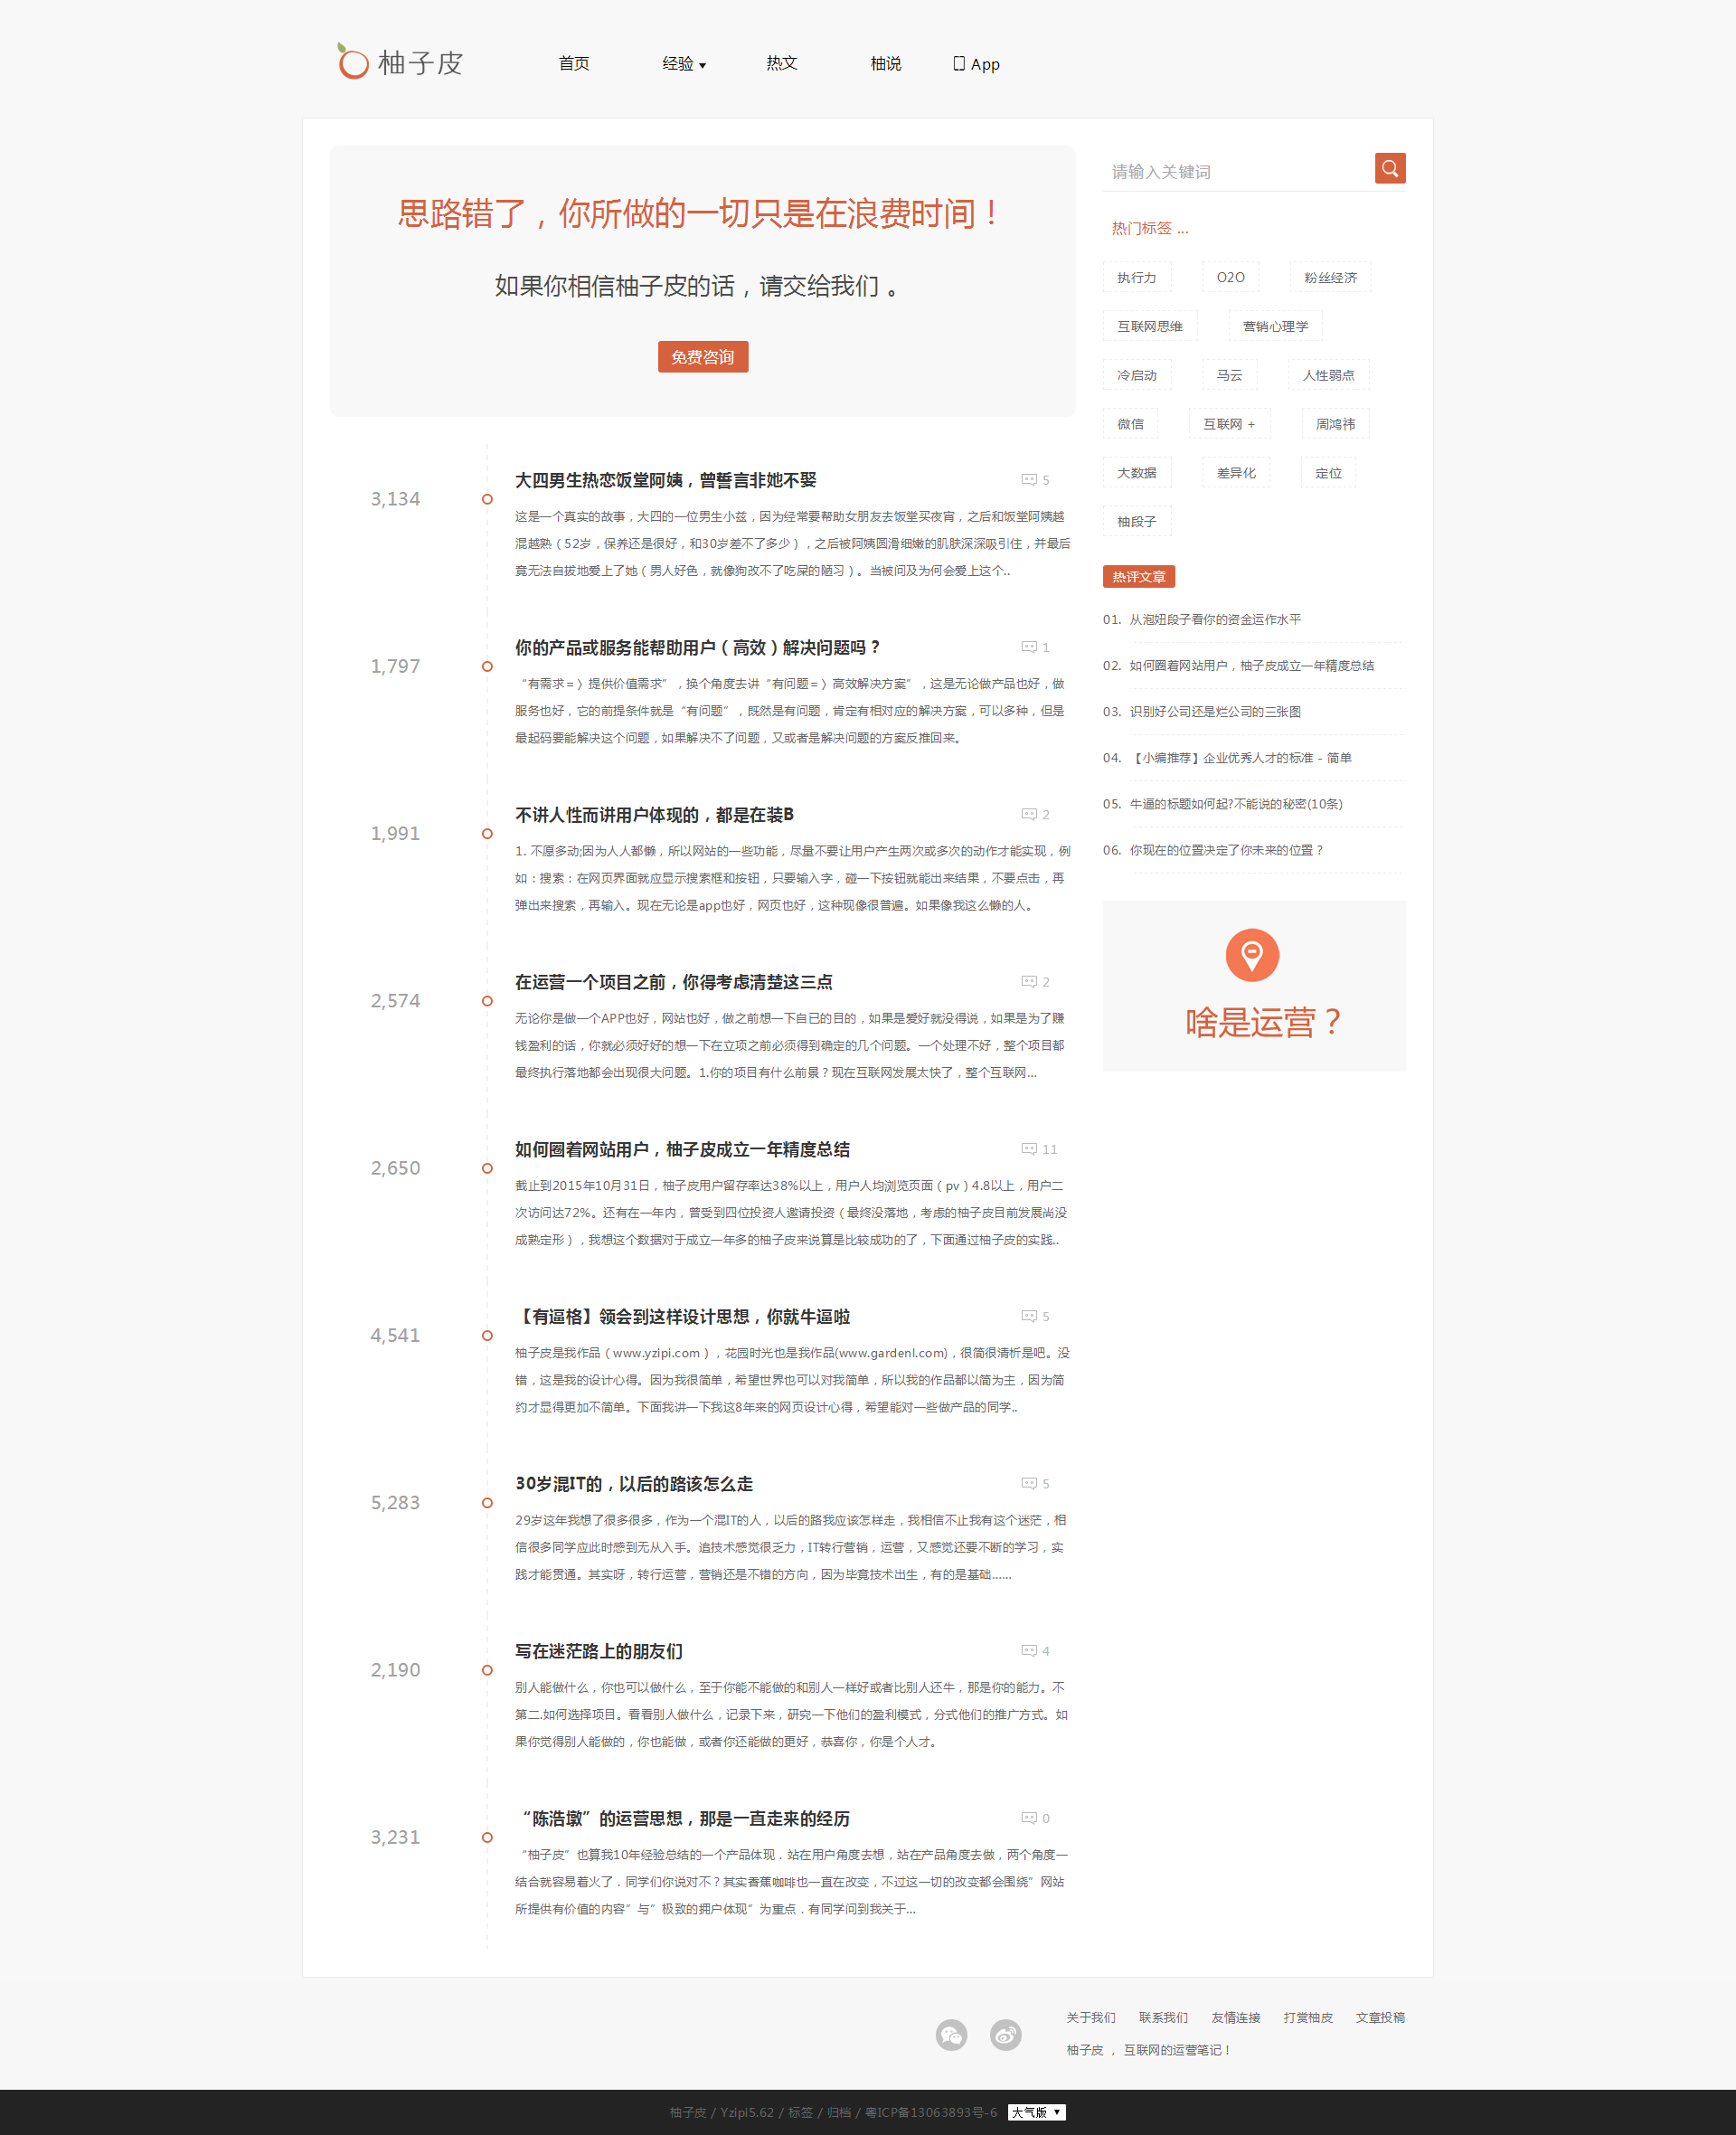 柚子皮
首页 经验 热文 柚说 App
思路错了，你所做的一切只是在浪费时间！
如果你相信柚子皮的话，请交给我们 。
免费咨询
3,134
大四男生热恋饭堂阿姨，曾誓言非她不娶 5
这是一个真实的故事，大四的一位男生小兹，因为经常要帮助女朋友去饭堂买夜宵，之后和饭堂阿姨越
混越熟（52岁，保养还是很好，和30岁差不了多少），之后被阿姨圆滑细嫩的肌肤深深吸引住，并最后
竟无法自拔地爱上了她（男人好色，就像狗改不了吃屎的陋习）。当被问及为何会爱上这个..
1,797
你的产品或服务能帮助用户（高效）解决问题吗？ 1
“有需求＝〉提供价值需求”，换个角度去讲“有问题＝〉高效解决方案”，这是无论做产品也好，做
服务也好，它的前提条件就是“有问题”，既然是有问题，肯定有相对应的解决方案，可以多种，但是
最起码要能解决这个问题，如果解决不了问题，又或者是解决问题的方案反推回来。
1,991
不讲人性而讲用户体现的，都是在装B 2
1. 不愿多动;因为人人都懒，所以网站的一些功能，尽量不要让用户产生两次或多次的动作才能实现，例
如：搜索：在网页界面就应显示搜索框和按钮，只要输入字，碰一下按钮就能出来结果，不要点击，再
弹出来搜索，再输入。现在无论是app也好，网页也好，这种现像很普遍。如果像我这么懒的人。
2,574
在运营一个项目之前，你得考虑清楚这三点 2
无论你是做一个APP也好，网站也好，做之前想一下自已的目的，如果是爱好就没得说，如果是为了赚
钱盈利的话，你就必须好好的想一下在立项之前必须得到确定的几个问题。一个处理不好，整个项目都
最终执行落地都会出现很大问题。1.你的项目有什么前景？现在互联网发展太快了，整个互联网...
2,650
如何圈着网站用户，柚子皮成立一年精度总结 11
截止到2015年10月31日，柚子皮用户留存率达38%以上，用户人均浏览页面（pv）4.8以上，用户二
次访问达72%。还有在一年内，曾受到四位投资人邀请投资（最终没落地，考虑的柚子皮目前发展尚没
成熟定形），我想这个数据对于成立一年多的柚子皮来说算是比较成功的了，下面通过柚子皮的实践..
4,541
【有逼格】领会到这样设计思想，你就牛逼啦 5
柚子皮是我作品（www.yzipi.com），花园时光也是我作品(www.gardenl.com)，很简很清析是吧。没
错，这是我的设计心得。因为我很简单，希望世界也可以对我简单，所以我的作品都以简为主，因为简
约才显得更加不简单。下面我讲一下我这8年来的网页设计心得，希望能对一些做产品的同学..
5,283
30岁混IT的，以后的路该怎么走 5
29岁这年我想了很多很多，作为一个混IT的人，以后的路我应该怎样走，我相信不止我有这个迷茫，相
信很多同学应此时感到无从入手。追技术感觉很乏力，IT转行营销，运营，又感觉还要不断的学习，实
践才能贯通。其实呀，转行运营，营销还是不错的方向，因为毕竟技术出生，有的是基础......
2,190
写在迷茫路上的朋友们 4
别人能做什么，你也可以做什么，至于你能不能做的和别人一样好或者比别人还牛，那是你的能力。不
第二.如何选择项目。看看别人做什么，记录下来，研究一下他们的盈利模式，分式他们的推广方式。如
果你觉得别人能做的，你也能做，或者你还能做的更好，恭喜你，你是个人才。
3,231
“陈浩墩”的运营思想，那是一直走来的经历 0
“柚子皮”也算我10年经验总结的一个产品体现，站在用户角度去想，站在产品角度去做，两个角度一
结合就容易着火了，同学们你说对不？其实香蕉咖啡也一直在改变，不过这一切的改变都会围绕”网站
所提供有价值的内容”与”极致的拥户体现”为重点，有同学问到我关于...
请输入关键词
热门标签 ...
执行力 O2O 粉丝经济
互联网思维 营销心理学
冷启动 马云 人性弱点
微信 互联网 + 周鸿祎
大数据 差异化 定位
柚段子
热评文章
01. 从泡妞段子看你的资金运作水平
02. 如何圈着网站用户，柚子皮成立一年精度总结
03. 识别好公司还是烂公司的三张图
04. 【小编推荐】企业优秀人才的标准 - 简单
05. 牛逼的标题如何起?不能说的秘密(10条)
06. 你现在的位置决定了你未来的位置？
啥是运营？
关于我们 联系我们 友情连接 打赏柚皮 文章投稿
柚子皮 ， 互联网的运营笔记！
柚子皮 / Yzipi5.62 / 标签 / 归档 / 粤ICP备13063893号-6 大气版